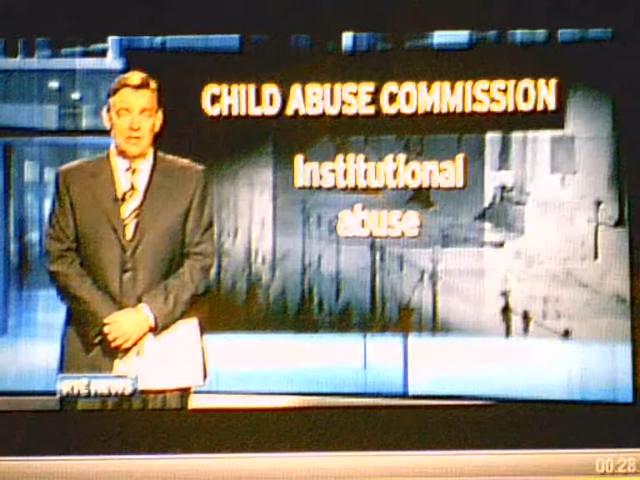 CHILD ABUSE COMMISSION
Institutional
abuse
RTÉ NEWS
00:28